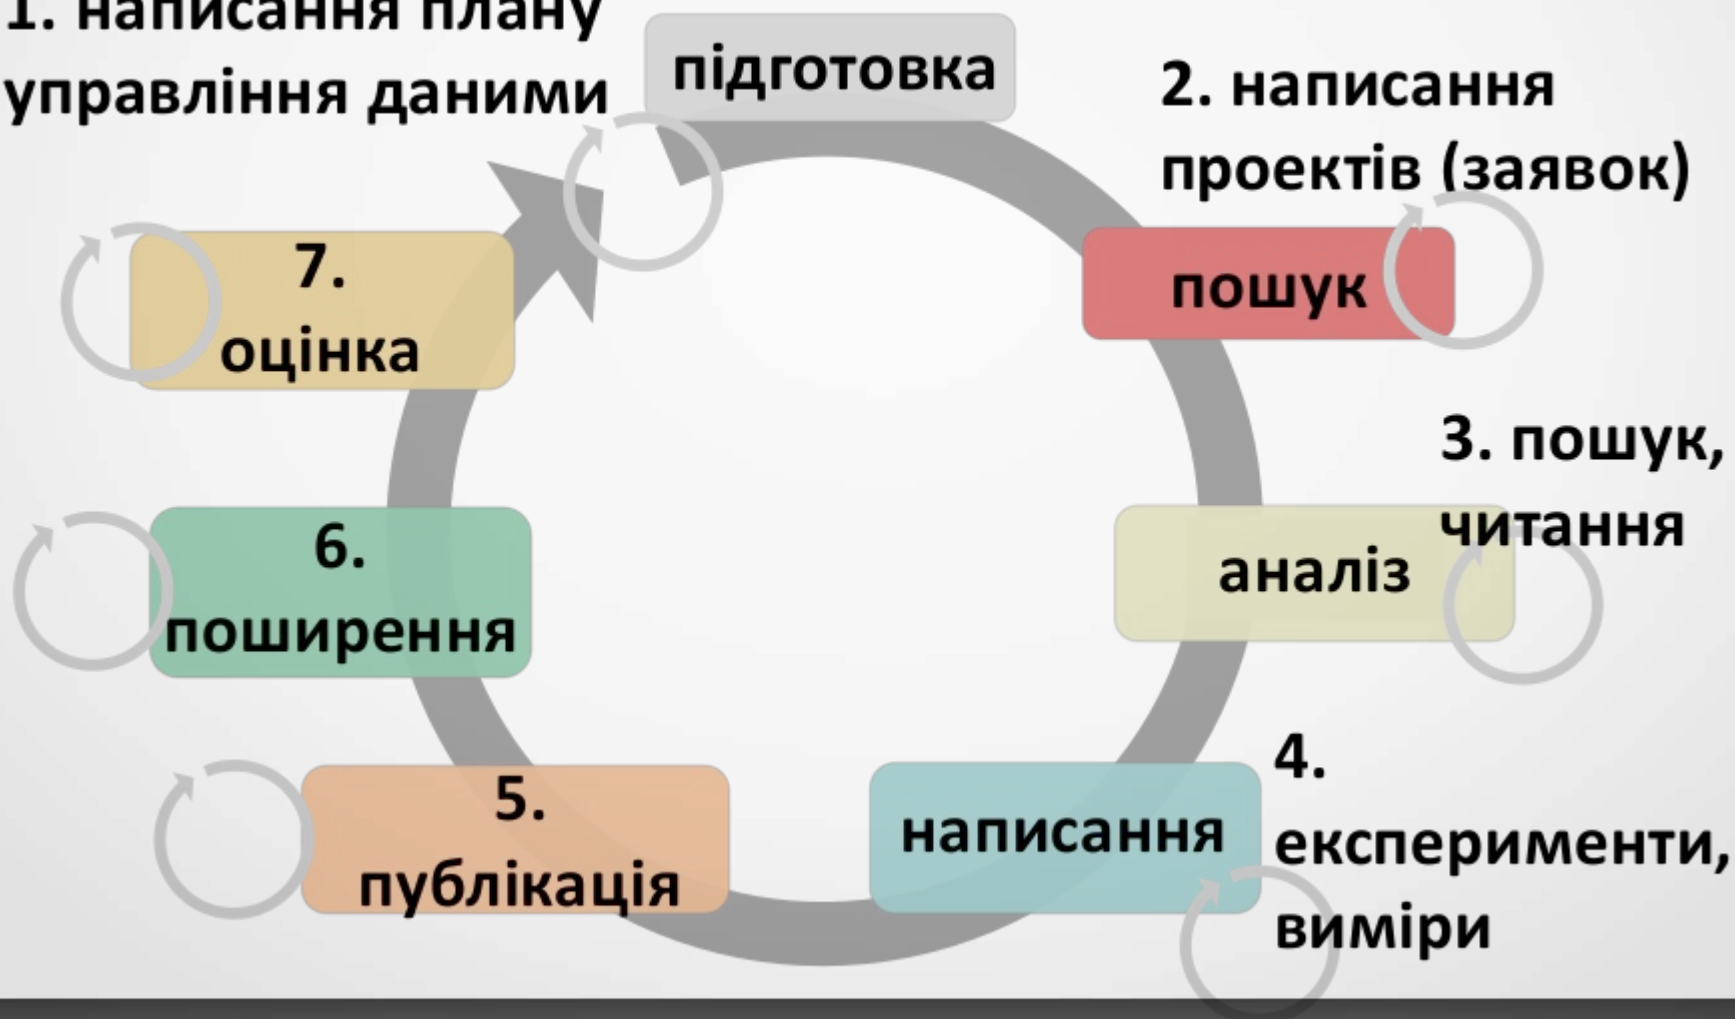 1. написання плану
управління даними
підготовка
2. написання
проектів (заявок)
пошук
3. пошук,
читання
аналіз
4.
експерименти,
виміри
написання
5.
публікація
6.
поширення
7.
оцінка